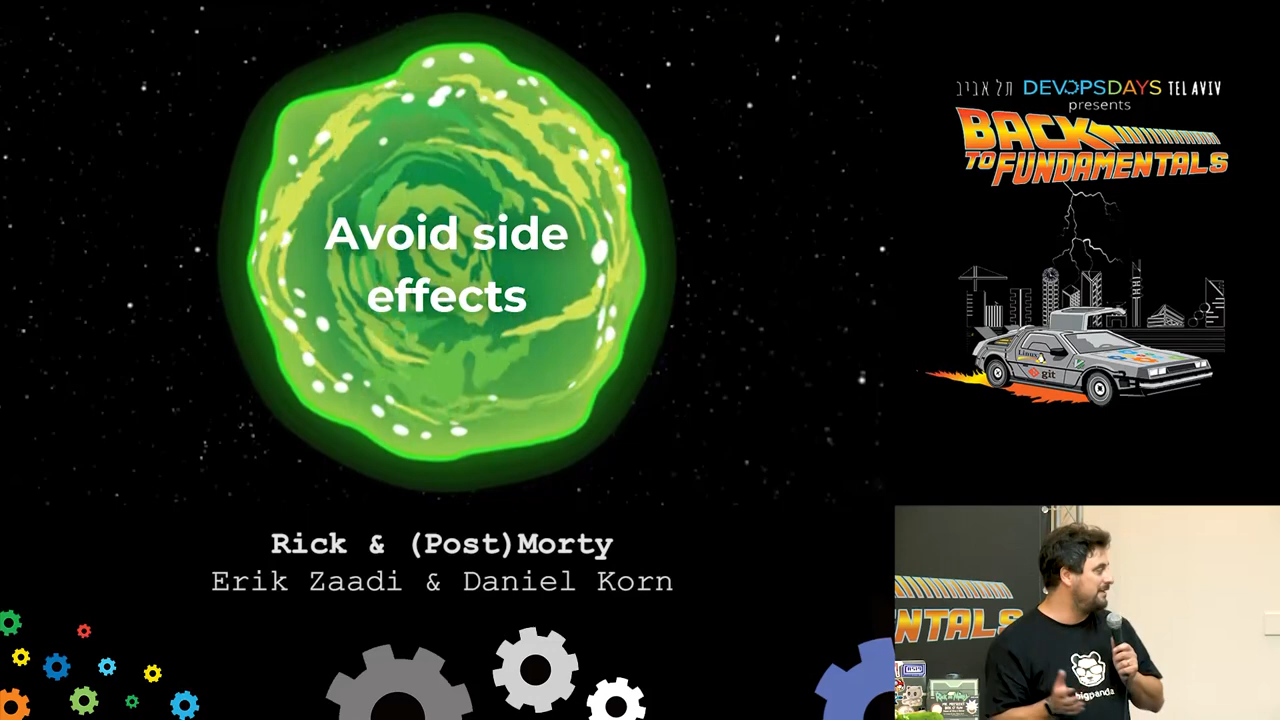 Avoid side
effects
Rick & (Post)Morty
Erik Zaadi & Daniel Korn
תל אביב DEVOPSDAYS TEL AVIV
presents
BACK
TO FUNDAMENTALS
Linux
git
NTALS
bigpanda